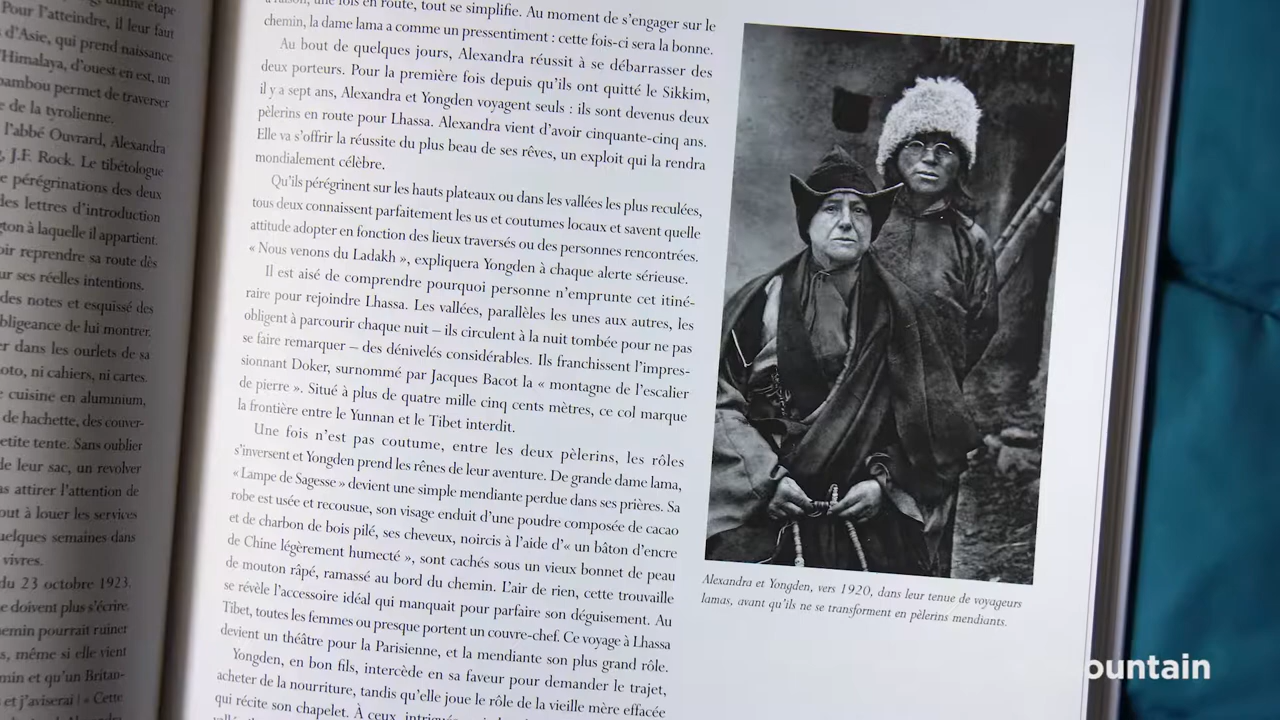 ultime étape
Pour l'atteindre, il leur faut
d'Asie, qui prend naissance
l'Himalaya, d'ouest en est, un
bambou permet de traverser
e de la tyrolienne.
l'abbé Ouvrard, Alexandra
, J.F. Rock. Le tibétologue
e pérégrinations des deux
des lettres d'introduction
gton à laquelle il appartient.
oir reprendre sa route dès
ur ses réelles intentions.
des notes et esquissé des
bligeance de lui montrer.
er dans les ourlets de sa
oto, ni cahiers, ni cartes.
e cuisine en aluminium,
de hachette, des couver-
etite tente. Sans oublier
de leur sac, un revolver
as attirer l'attention de
out à louer les services
uelques semaines dans
vivres.
du 23 octobre 1923.
e doivent plus s'écrire.
emin pourrait ruiner
s, même si elle vient
min et qu'un Britan-
et j'aviserai ! » Cette
une fois en route, tout se simplifie. Au moment de s'engager sur le
chemin, la dame lama a comme un pressentiment : cette fois-ci sera la bonne.
Au bout de quelques jours, Alexandra réussit à se débarrasser des
deux porteurs. Pour la première fois depuis qu'ils ont quitté le Sikkim,
il y a sept ans, Alexandra et Yongden voyagent seuls : ils sont devenus deux
pèlerins en route pour Lhassa. Alexandra vient d'avoir cinquante-cinq ans.
Elle va s'offrir la réussite du plus beau de ses rêves, un exploit qui la rendra
mondialement célèbre.
Qu'ils pérégrinent sur les hauts plateaux ou dans les vallées les plus reculées,
tous deux connaissent parfaitement les us et coutumes locaux et savent quelle
attitude adopter en fonction des lieux traversés ou des personnes rencontrées.
« Nous venons du Ladakh », expliquera Yongden à chaque alerte sérieuse.
Il est aisé de comprendre pourquoi personne n'emprunte cet itiné-
raire pour rejoindre Lhassa. Les vallées, parallèles les unes aux autres, les
obligent à parcourir chaque nuit – ils circulent à la nuit tombée pour ne pas
se faire remarquer – des dénivelés considérables. Ils franchissent l'impres-
sionnant Doker, surnommé par Jacques Bacot la « montagne de l'escalier
de pierre ». Situé à plus de quatre mille cinq cents mètres, ce col marque
la frontière entre le Yunnan et le Tibet interdit.
Une fois n'est pas coutume, entre les deux pèlerins, les rôles
s'inversent et Yongden prend les rênes de leur aventure. De grande dame lama,
« Lampe de Sagesse » devient une simple mendiante perdue dans ses prières. Sa
robe est usée et recousue, son visage enduit d'une poudre composée de cacao
et de charbon de bois pilé, ses cheveux, noircis à l'aide d'« un bâton d'encre
de Chine légèrement humecté », sont cachés sous un vieux bonnet de peau
de mouton râpé, ramassé au bord du chemin. L'air de rien, cette trouvaille
se révèle l'accessoire idéal qui manquait pour parfaire son déguisement. Au
Tibet, toutes les femmes ou presque portent un couvre-chef. Ce voyage à Lhassa
devient un théâtre pour la Parisienne, et la mendiante son plus grand rôle.
Yongden, en bon fils, intercède en sa faveur pour demander le trajet,
acheter de la nourriture, tandis qu'elle joue le rôle de la vieille mère effacée
qui récite son chapelet. À ceux,
Alexandra et Yongden, vers 1920, dans leur tenue de voyageurs
lamas, avant qu'ils ne se transforment en pèlerins mendiants.
ountain